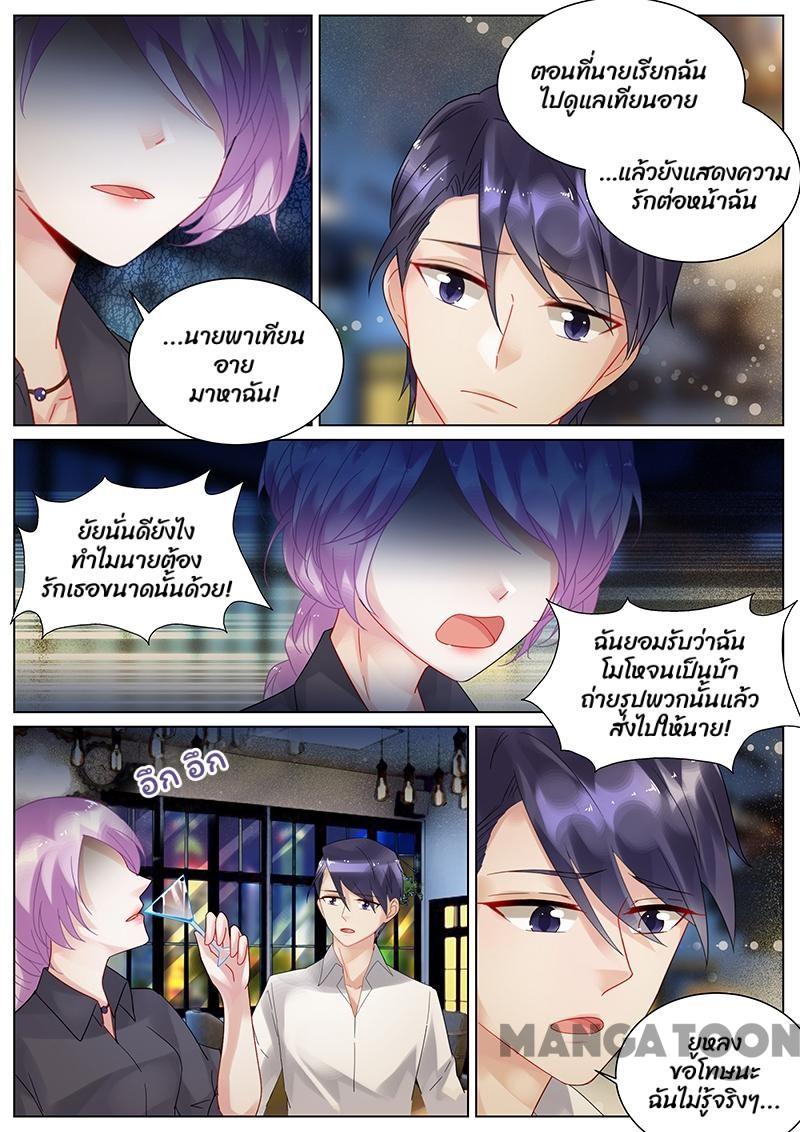 ตอนที่นายเรียกฉัน
ไปดูแลเทียนอาย
...แล้วยังแสดงความ
รักต่อหน้าฉัน
...นายพาเทียน
อาย
มาหาฉัน!
ยัยนั่นดียังไง
ทำไมนายต้อง
รักเธอขนาดนั้นด้วย!
ฉันยอมรับว่าฉัน
โมโหจนเป็นบ้า
ถ่ายรูปพวกนั้นแล้ว
ส่งไปให้นาย!
อึก อึก
ยูหลง
ขอโทษนะ
ฉันไม่รู้จริงๆ...
MANGATOON